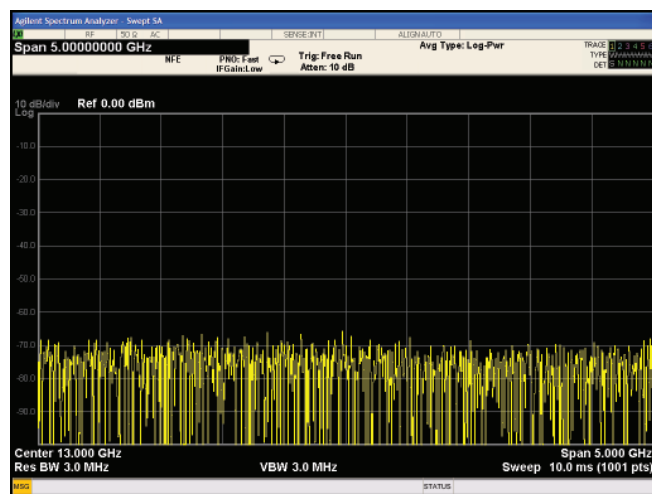 Agilent Spectrum Analyzer - Swept SA
RF 50 Ω AC SENSE:INT ALIGNAUTO
Span 5.00000000 GHz
NFE
PNO: Fast
IFGain:Low
Trig: Free Run
Atten: 10 dB
Avg Type: Log-Pwr
TRACE 1 2 3 4 5 6
TYPE
DET S N N N N N
10 dB/div Ref 0.00 dBm
Log
-10.0
-20.0
-30.0
-40.0
-50.0
-60.0
-70.0
-80.0
-90.0
Center 13.000 GHz Span 5.000 GHz
Res BW 3.0 MHz VBW 3.0 MHz Sweep 10.0 ms (1001 pts)
MSG STATUS